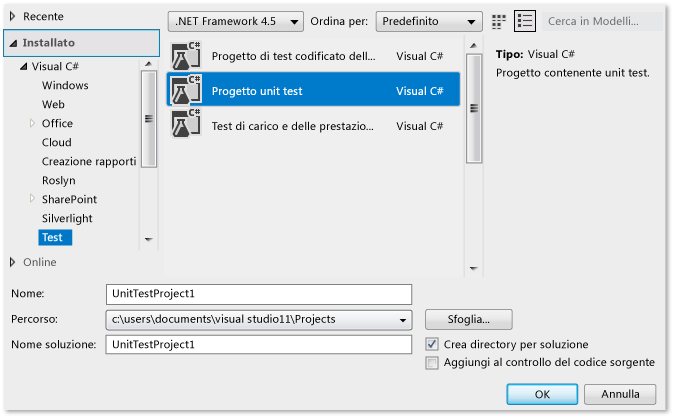 Recente
.NET Framework 4.5 Ordina per: Predefinito Cerca in Modelli...
Installato
Visual C#
Windows
Web
Office
Cloud
Creazione rapporti
Roslyn
SharePoint
Silverlight
Test
Online
C# Progetto di test codificato dell... Visual C#
C# Progetto unit test Visual C#
C# Test di carico e delle prestazio... Visual C#
Tipo: Visual C#
Progetto contenente unit test.
Nome: UnitTestProject1
Percorso: c:\users\documents\visual studio11\Projects Sfoglia...
Nome soluzione: UnitTestProject1
Crea directory per soluzione
Aggiungi al controllo del codice sorgente
OK Annulla